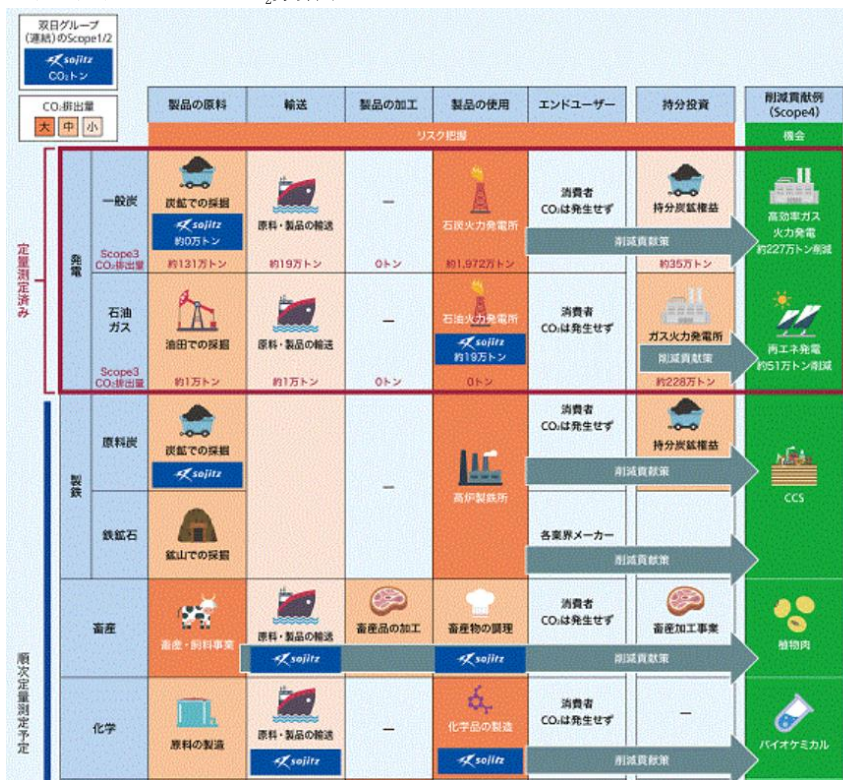 双日グループ
(連結)のScope1/2
sojitz
CO₂トン
CO₂排出量
大 中 小
製品の原料 輸送 製品の加工 製品の使用 エンドユーザー 持分投資 削減貢献例
(Scope4)
リスク把握 機会
定量測定済み
発電
一般炭
炭鉱での採掘
sojitz
約0万トン
原料・製品の輸送
–
石炭火力発電所
消費者
CO₂は発生せず
持分炭鉱権益
高効率ガス
火力発電
約227万トン削減
削減貢献策
Scope3
CO₂排出量
約131万トン 約19万トン 0トン 約1,972万トン 約35万トン
石油
ガス
油田での採掘
原料・製品の輸送
–
石油火力発電所
sojitz
約19万トン
消費者
CO₂は発生せず
ガス火力発電所
削減貢献策
再エネ発電
約51万トン削減
Scope3
CO₂排出量
約1万トン 約1万トン 0トン 0トン 約228万トン
順次定量測定予定
製鉄
原料炭
炭鉱での採掘
sojitz
–
高炉製鉄所
消費者
CO₂は発生せず
持分炭鉱権益
削減貢献策
CCS
鉄鉱石
鉱山での採掘
各業界メーカー
削減貢献策
畜産
畜産・飼料事業
原料・製品の輸送
sojitz
畜産品の加工
畜産物の調理
sojitz
消費者
CO₂は発生せず
畜産加工事業
削減貢献策
植物肉
化学
原料の製造
原料・製品の輸送
sojitz
–
化学品の製造
sojitz
消費者
CO₂は発生せず
–
削減貢献策
バイオケミカル